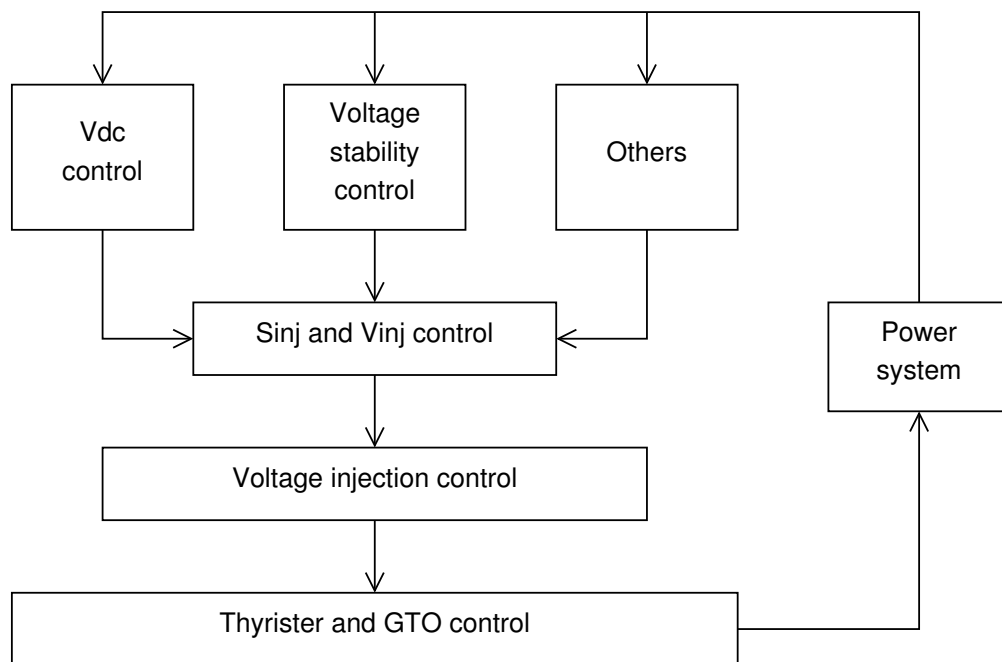 Vdc
control
Voltage
stability
control
Others
Sinj and Vinj control
Power
system
Voltage injection control
Thyrister and GTO control